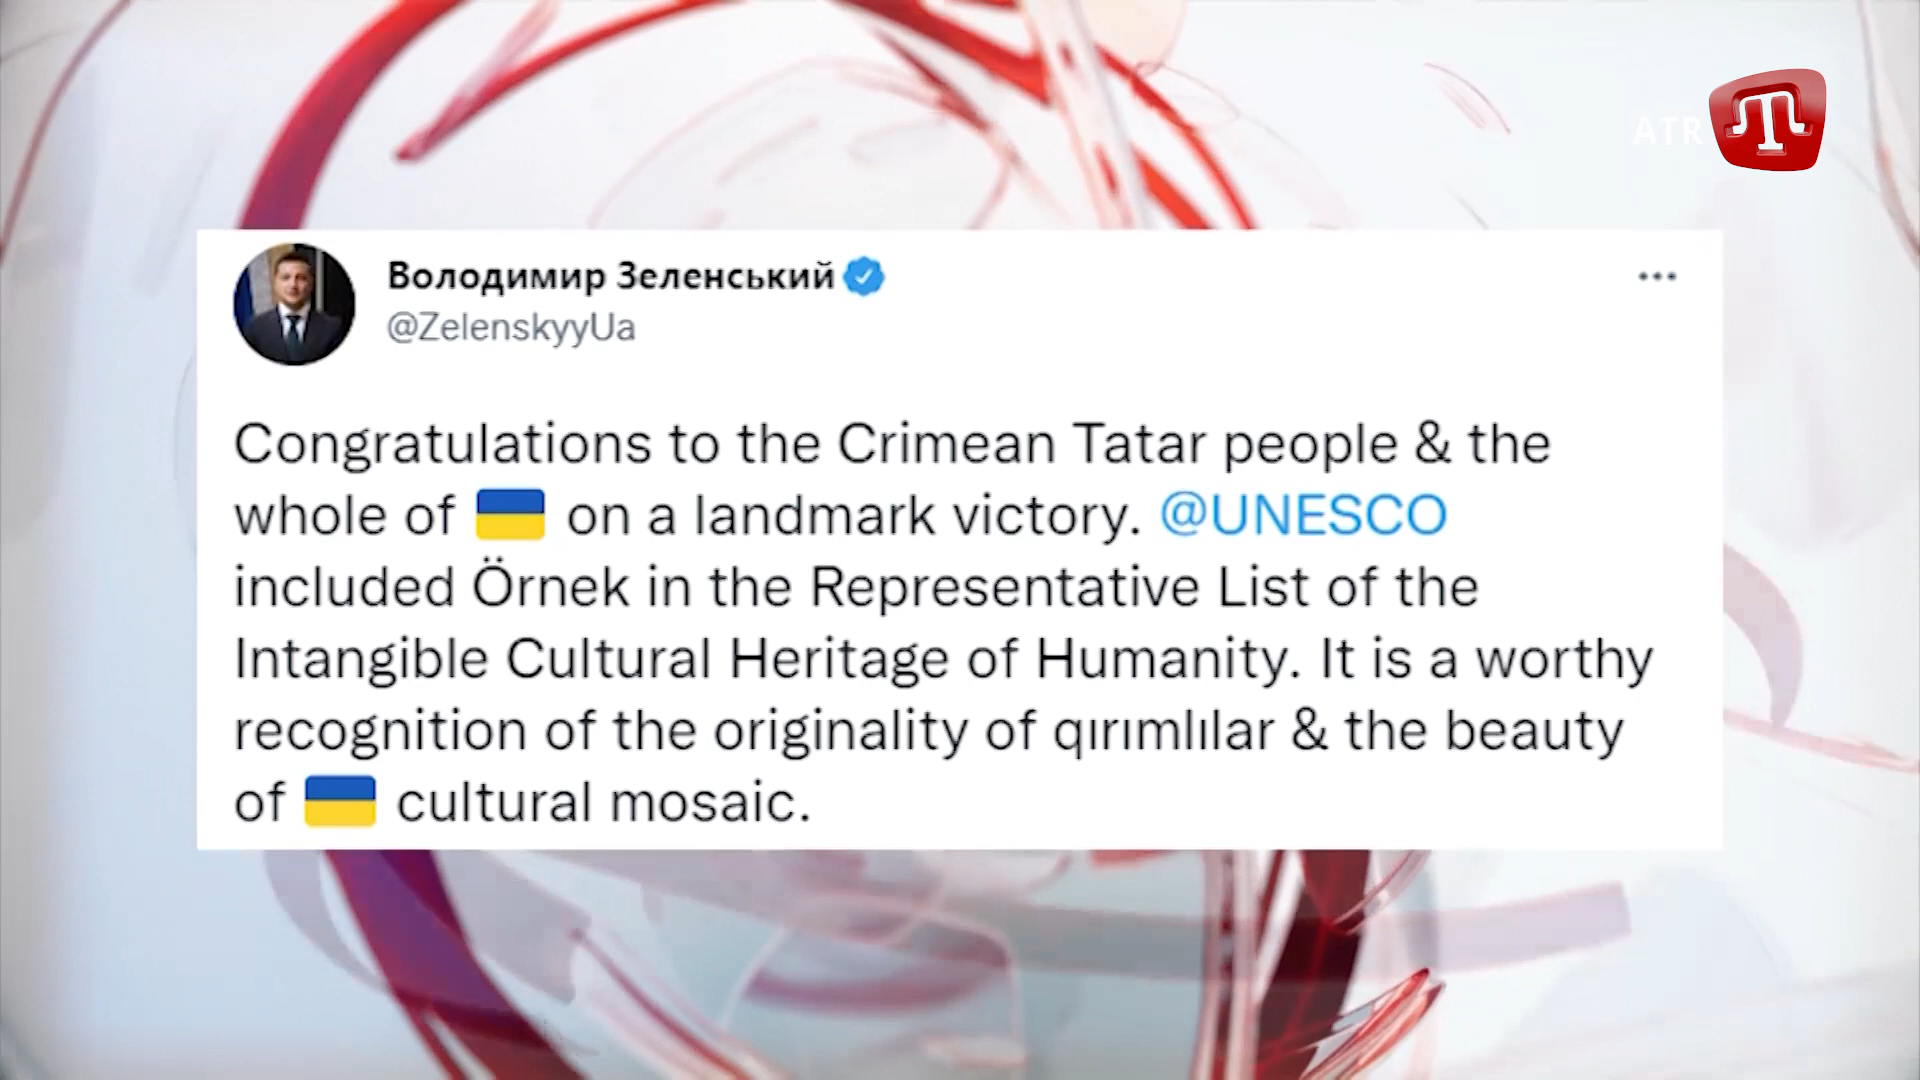 ATR
Володимир Зеленський
@ZelenskyyUa
Congratulations to the Crimean Tatar people & the
whole of 🇺🇦 on a landmark victory. @UNESCO
included Örnek in the Representative List of the
Intangible Cultural Heritage of Humanity. It is a worthy
recognition of the originality of qırımlılar & the beauty
of 🇺🇦 cultural mosaic.